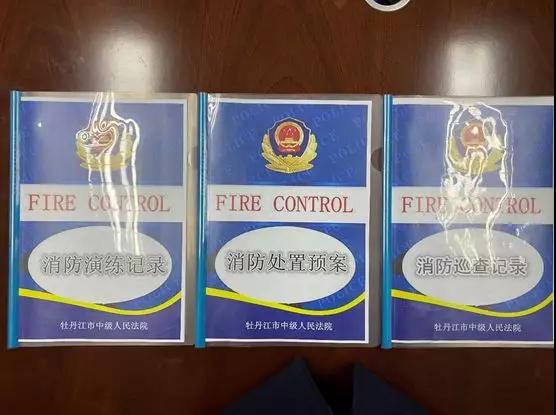 FIRE CONTROL
消防演练记录
牡丹江市中级人民法院
POLICY
FIRE CONTROL
消防处置预案
牡丹江市中级人民法院
FIRE CONTROL
消防巡查记录
牡丹江市中级人民法院